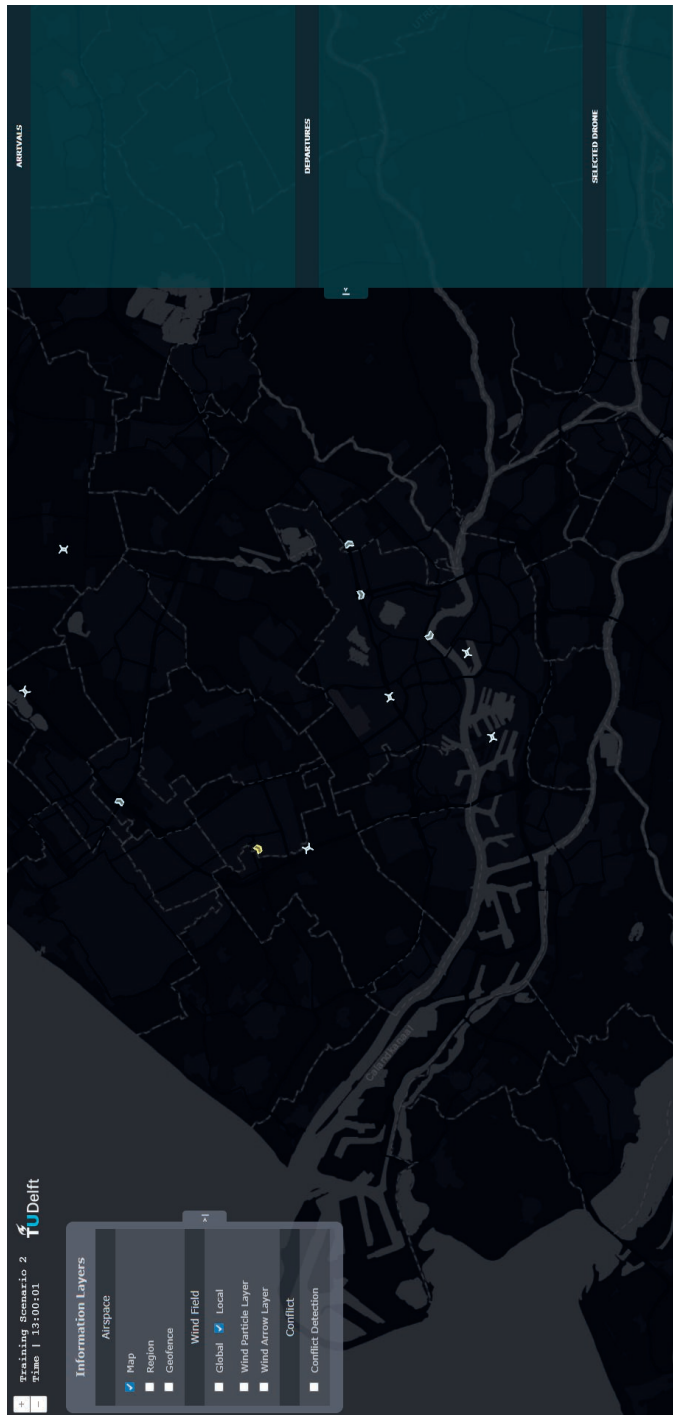 +
−
Training Scenario 2
Time | 13:00:01
TUDelft
Information Layers
Airspace
Map
Region
Geofence
Wind Field
Global Local
Wind Particle Layer
Wind Arrow Layer
Conflict
Conflict Detection
>|
Calandkanaal
ARRIVALS
|<
DEPARTURES
SELECTED DRONE